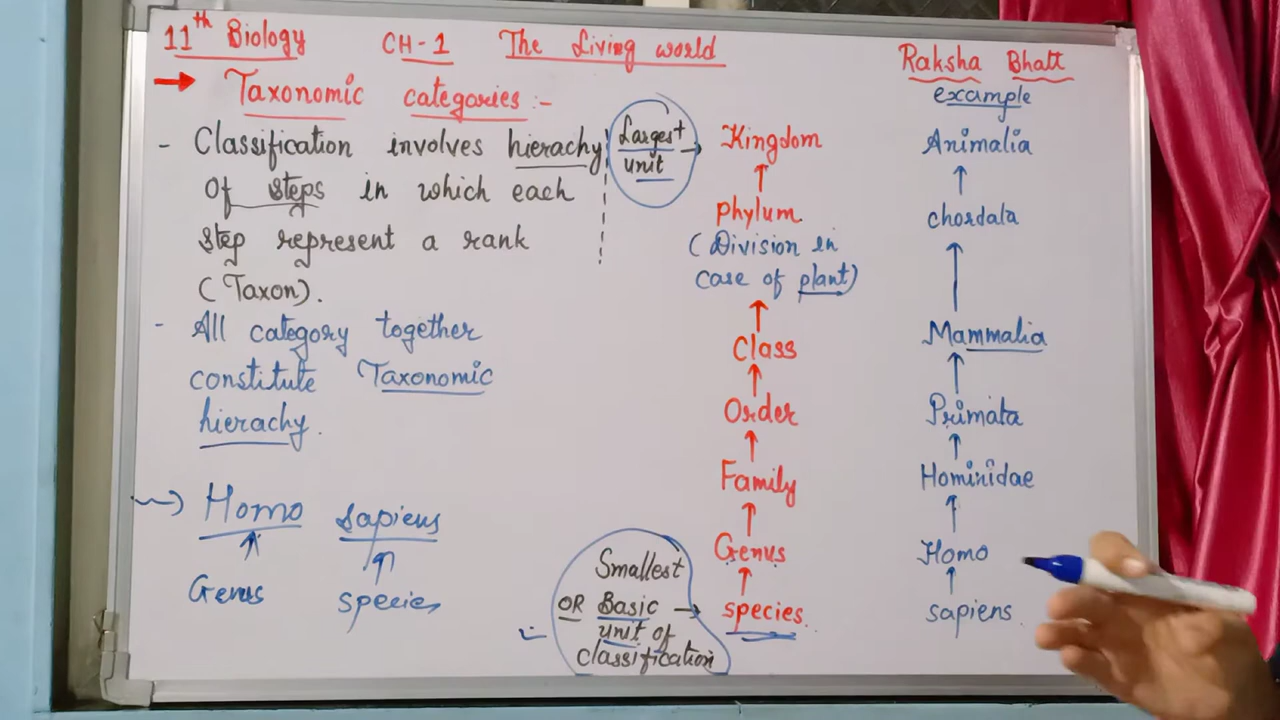 11th Biology CH-1 The Living world
Raksha Bhatt
→ Taxonomic categories :-
- Classification involves hierachy
Of steps in which each
step represent a rank
(Taxon).
- All category together
constitute Taxonomic
hierachy.
Homo sapiens
Genus species
Largest
unit →
Kingdom
phylum
(Division in
case of plant)
Class
Order
Family
Genus
species
Smallest
OR Basic →
unit of
classification
example
Animalia
chordata
Mammalia
Primata
Hominidae
Homo
sapiens